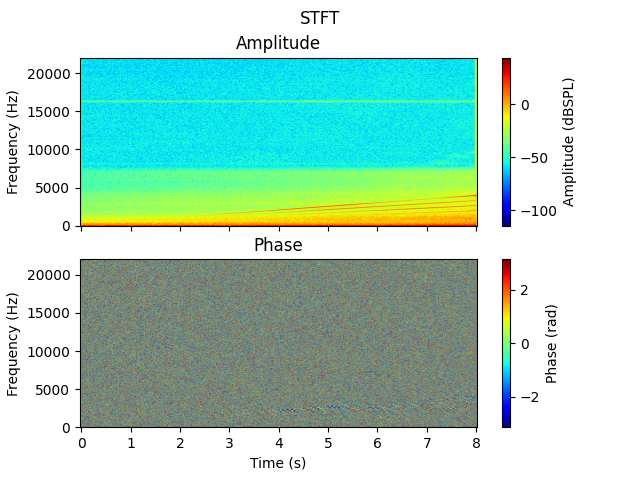 STFT
Amplitude
20000
15000
10000
5000
0
Frequency (Hz)
0
−50
−100
Amplitude (dBSPL)
Phase
20000
15000
10000
5000
0
Frequency (Hz)
0 1 2 3 4 5 6 7 8
Time (s)
2
0
−2
Phase (rad)